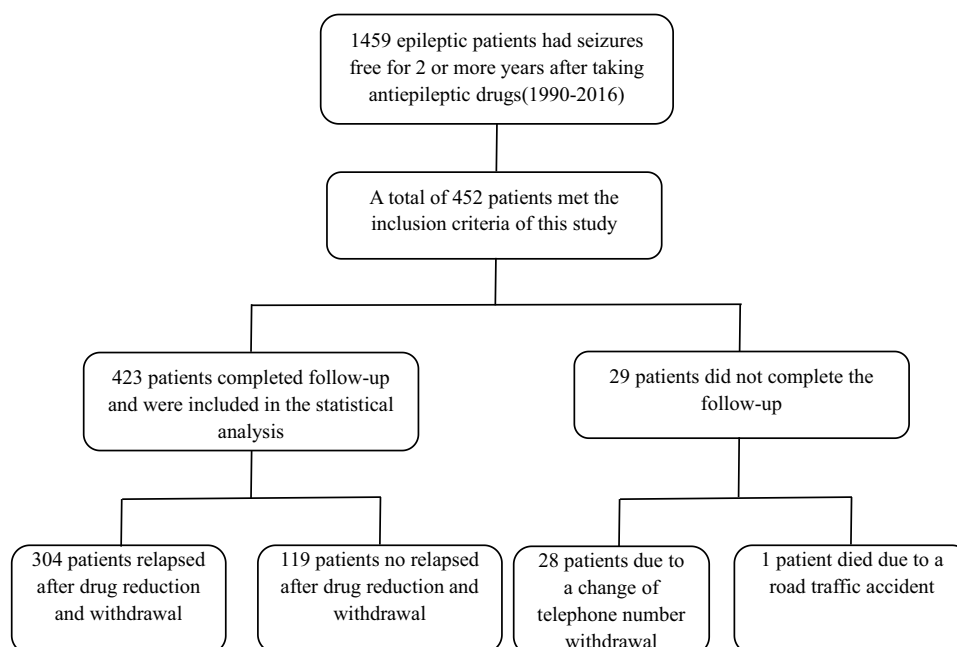 1459 epileptic patients had seizures
free for 2 or more years after taking
antiepileptic drugs(1990-2016)
A total of 452 patients met the
inclusion criteria of this study
423 patients completed follow-up
and were included in the statistical
analysis
29 patients did not complete the
follow-up
304 patients relapsed
after drug reduction
and withdrawal
119 patients no relapsed
after drug reduction and
withdrawal
28 patients due to
a change of
telephone number
withdrawal
1 patient died due to a
road traffic accident